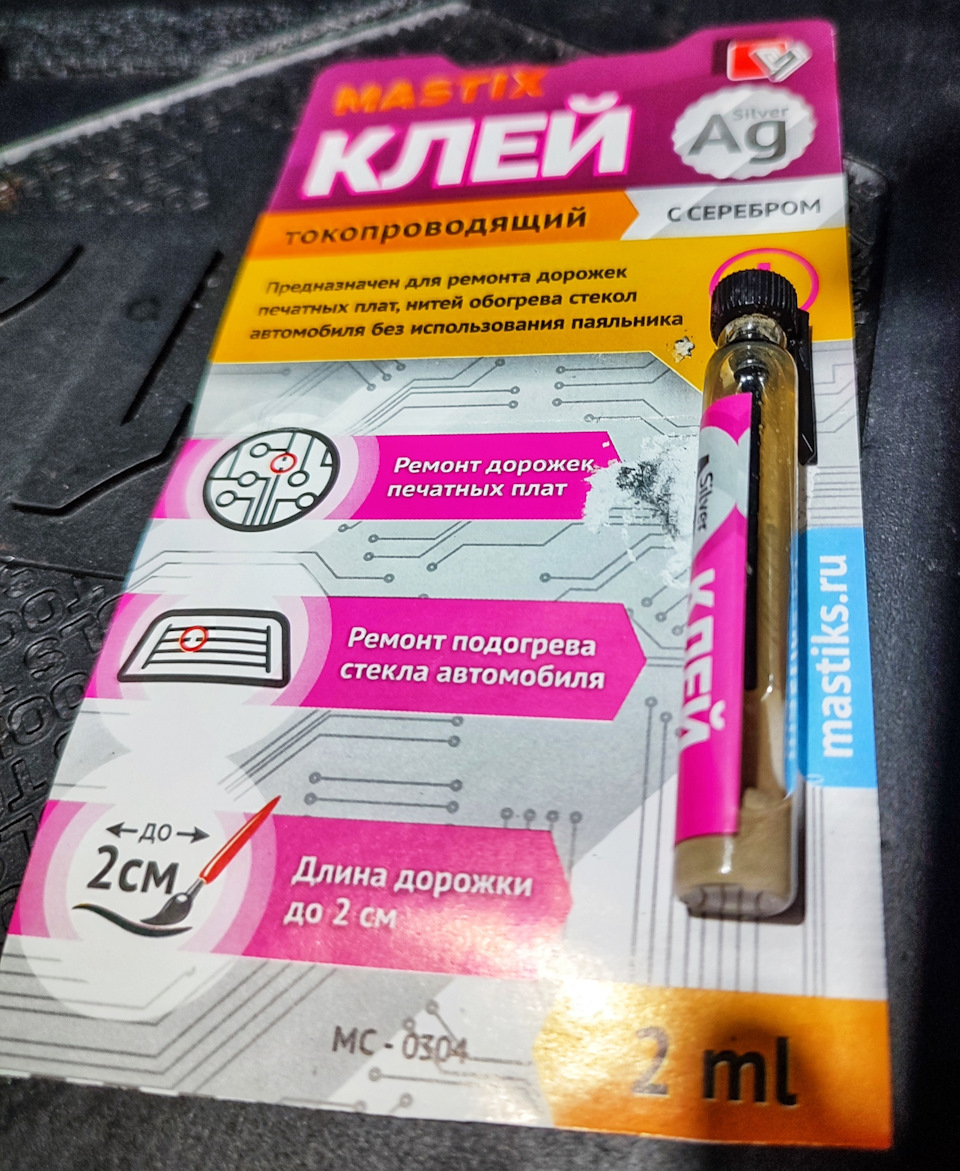 MASTIX
КЛЕЙ
Silver
Ag
токопроводящий
С СЕРЕБРОМ
Предназначен для ремонта дорожек
печатных плат, нитей обогрева стекол
автомобиля без использования паяльника
Ремонт дорожек
печатных плат
Silver
КЛЕЙ
mastiks.ru
Ремонт подогрева
стекла автомобиля
ДО
2см
Длина дорожки
до 2 см
МС - 0304
2 ml